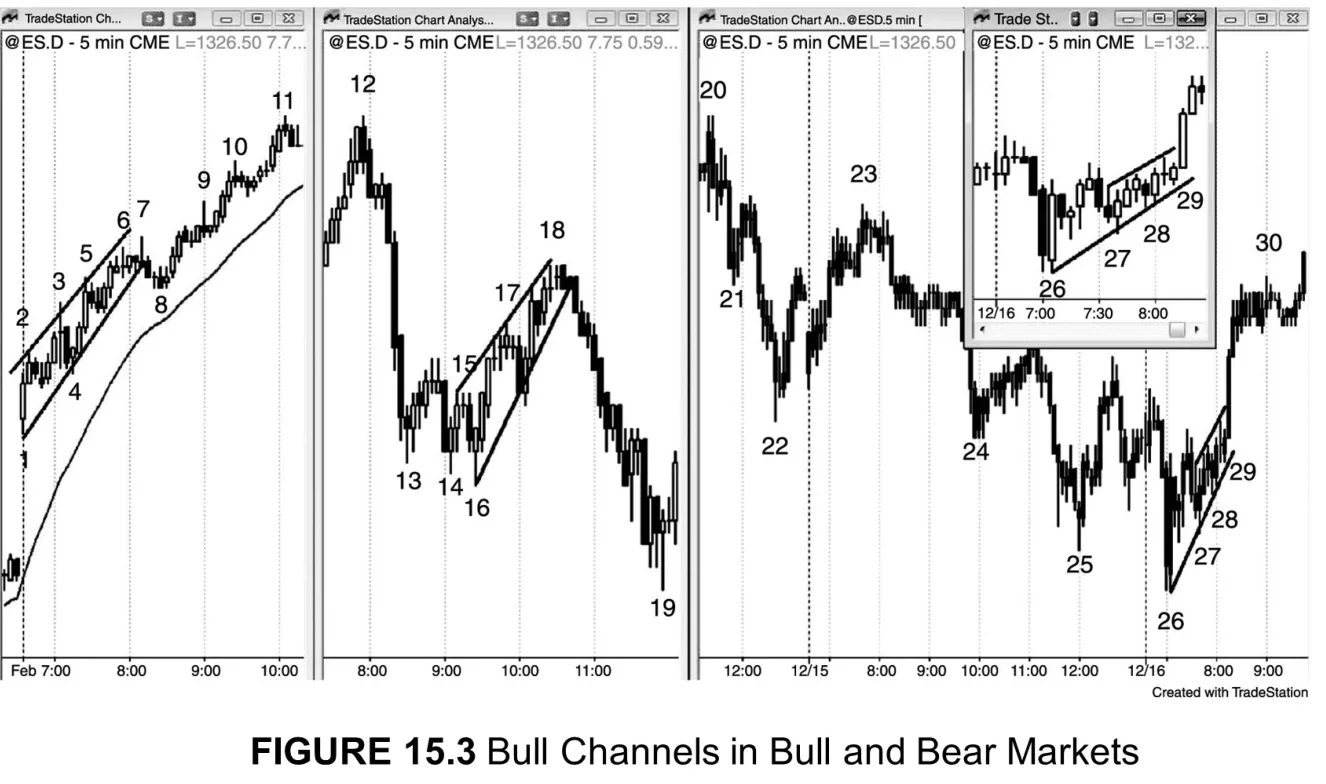 TradeStation Ch...
@ES.D - 5 min CME L=1326.50 7.7...
1
2
3
4
5
6
7
8
9
10
11
Feb 7:00 8:00 9:00 10:00
TradeStation Chart Analys...
@ES.D - 5 min CME L=1326.50 7.75 0.59...
12
13
14
15
16
17
18
19
8:00 9:00 10:00 11:00
TradeStation Chart An..@ESD.5 min [
@ES.D - 5 min CME L=1326.50
20
21
22
23
24
25
26
27
28
29
30
12:00 12/15 8:00 9:00 10:00 11:00 12:00 12/16 8:00 9:00
Trade St..
@ES.D - 5 min CME L=132...
26
27
28
29
12/16 7:00 7:30 8:00
Created with TradeStation
FIGURE 15.3 Bull Channels in Bull and Bear Markets